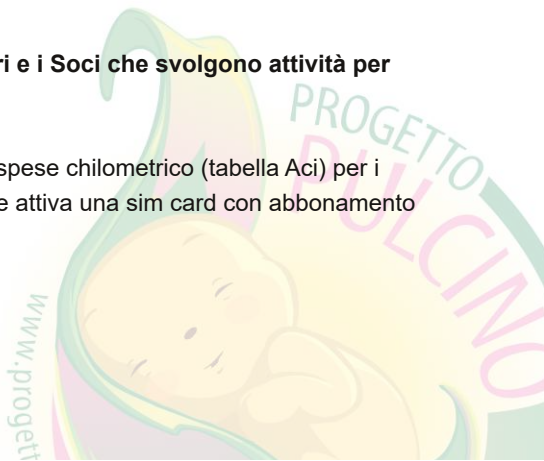 ri e i Soci che svolgono attività per
spese chilometrico (tabella Aci) per i
e attiva una sim card con abbonamento
PROGETTO
PULCINO
www.progett